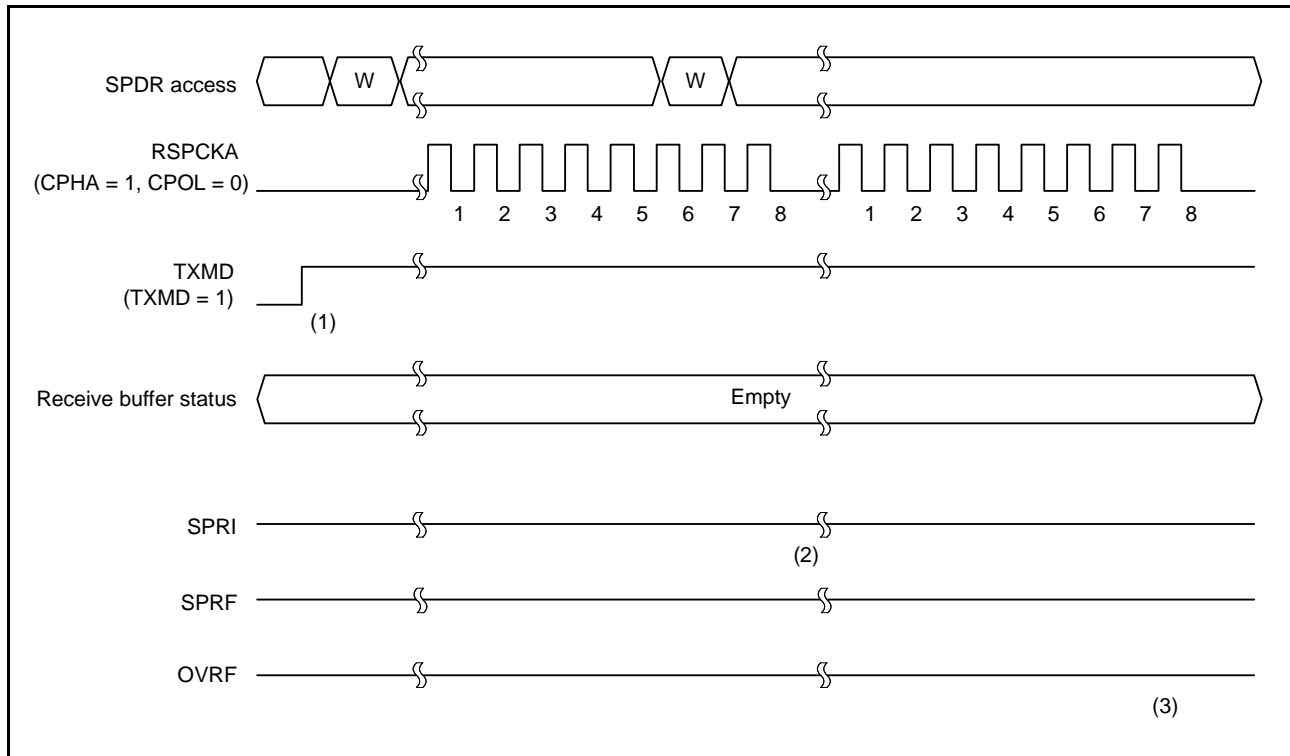 SPDR access
W
W
RSPCKA
(CPHA = 1, CPOL = 0)
1 2 3 4 5 6 7 8 1 2 3 4 5 6 7 8
TXMD
(TXMD = 1)
(1)
Receive buffer status
Empty
SPRI
(2)
SPRF
OVRF
(3)